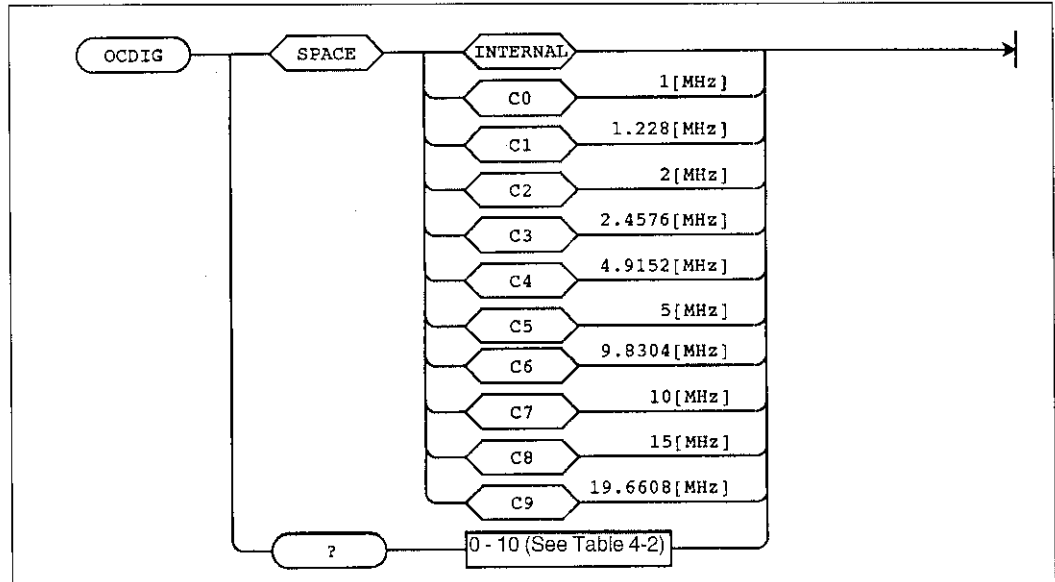 OCDIG SPACE INTERNAL
C0 1[MHz]
C1 1.228[MHz]
C2 2[MHz]
C3 2.4576[MHz]
C4 4.9152[MHz]
C5 5[MHz]
C6 9.8304[MHz]
C7 10[MHz]
C8 15[MHz]
C9 19.6608[MHz]
? 0 - 10 (See Table 4-2)